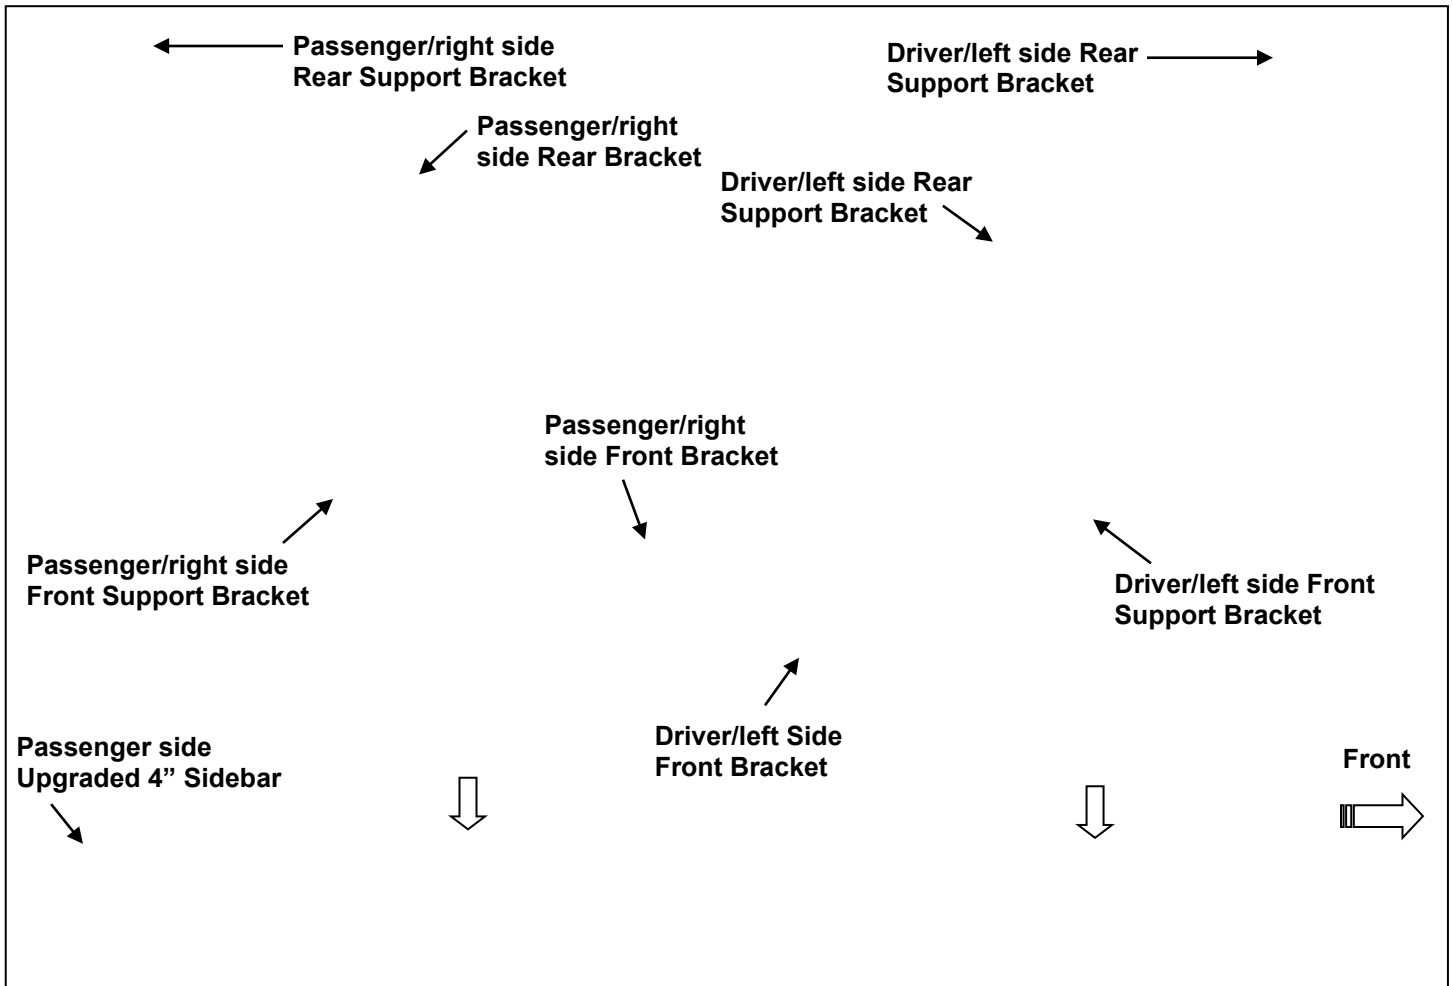 Passenger/right side
Rear Support Bracket
Driver/left side Rear
Support Bracket
Passenger/right
side Rear Bracket
Driver/left side Rear
Support Bracket
Passenger/right
side Front Bracket
Passenger/right side
Front Support Bracket
Driver/left side Front
Support Bracket
Driver/left Side
Front Bracket
Passenger side
Upgraded 4” Sidebar
Front